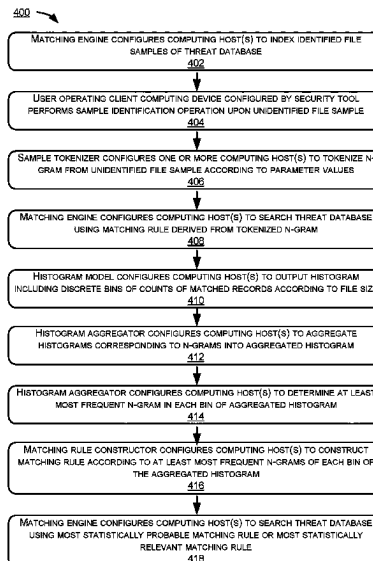 400
MATCHING ENGINE CONFIGURES COMPUTING HOST(S) TO INDEX IDENTIFIED FILE
SAMPLES OF THREAT DATABASE
402
USER OPERATING CLIENT COMPUTING DEVICE CONFIGURED BY SECURITY TOOL
PERFORMS SAMPLE IDENTIFICATION OPERATION UPON UNIDENTIFIED FILE SAMPLE
404
SAMPLE TOKENIZER CONFIGURES ONE OR MORE COMPUTING HOST(S) TO TOKENIZE N-
GRAM FROM UNIDENTIFIED FILE SAMPLE ACCORDING TO PARAMETER VALUES
406
MATCHING ENGINE CONFIGURES COMPUTING HOST(S) TO SEARCH THREAT DATABASE
USING MATCHING RULE DERIVED FROM TOKENIZED N-GRAM
408
HISTOGRAM MODEL CONFIGURES COMPUTING HOST(S) TO OUTPUT HISTOGRAM
INCLUDING DISCRETE BINS OF COUNTS OF MATCHED RECORDS ACCORDING TO FILE SIZ
410
HISTOGRAM AGGREGATOR CONFIGURES COMPUTING HOST(S) TO AGGREGATE
HISTOGRAMS CORRESPONDING TO N-GRAMS INTO AGGREGATED HISTOGRAM
412
HISTOGRAM AGGREGATOR CONFIGURES COMPUTING HOST(S) TO DETERMINE AT LEAST
MOST FREQUENT N-GRAM IN EACH BIN OF AGGREGATED HISTOGRAM
414
MATCHING RULE CONSTRUCTOR CONFIGURES COMPUTING HOST(S) TO CONSTRUCT
MATCHING RULE ACCORDING TO AT LEAST MOST FREQUENT N-GRAMS OF EACH BIN OF
THE AGGREGATED HISTOGRAM
416
MATCHING ENGINE CONFIGURES COMPUTING HOST(S) TO SEARCH THREAT DATABASE
USING MOST STATISTICALLY PROBABLE MATCHING RULE OR MOST STATISTICALLY
RELEVANT MATCHING RULE
418